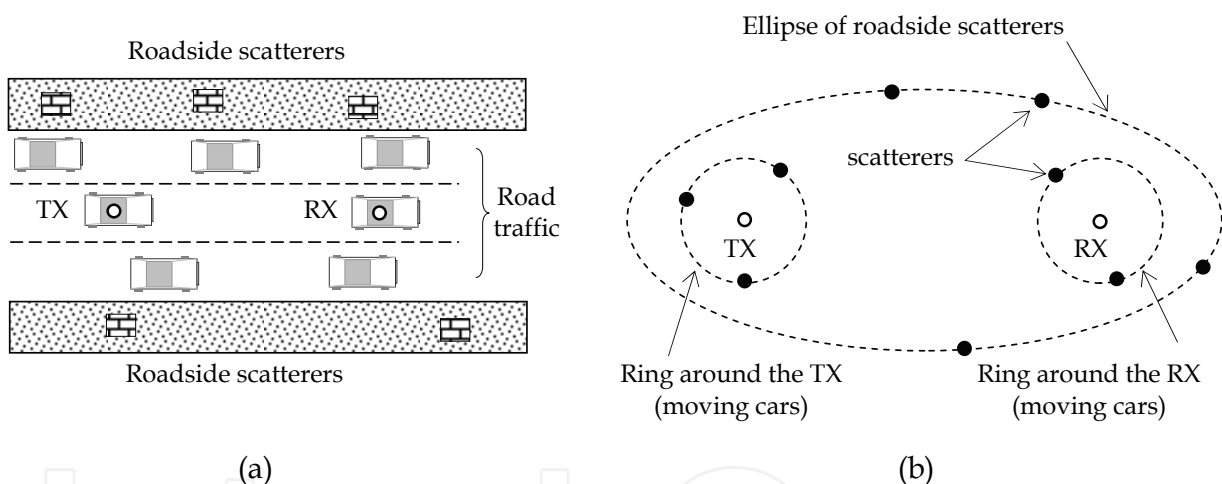 Roadside scatterers
TX
RX
Road
traffic
Roadside scatterers
(a)
Ellipse of roadside scatterers
scatterers
TX
RX
Ring around the TX
(moving cars)
Ring around the RX
(moving cars)
(b)